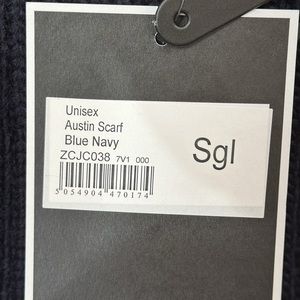 Unisex
Austin Scarf
Blue Navy
ZCJC038 7V1 000
Sgl
5 054904 470174